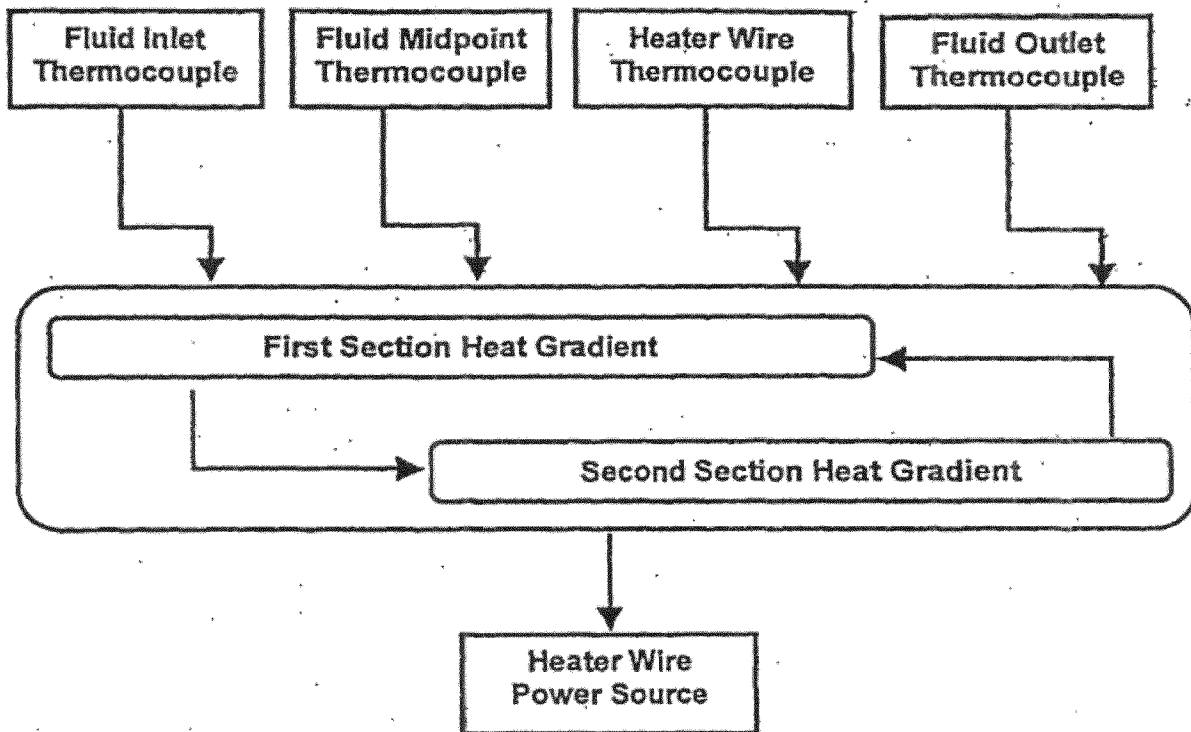 Fluid Inlet
Thermocouple
Fluid Midpoint
Thermocouple
Heater Wire
Thermocouple
Fluid Outlet
Thermocouple
First Section Heat Gradient
Second Section Heat Gradient
Heater Wire
Power Source